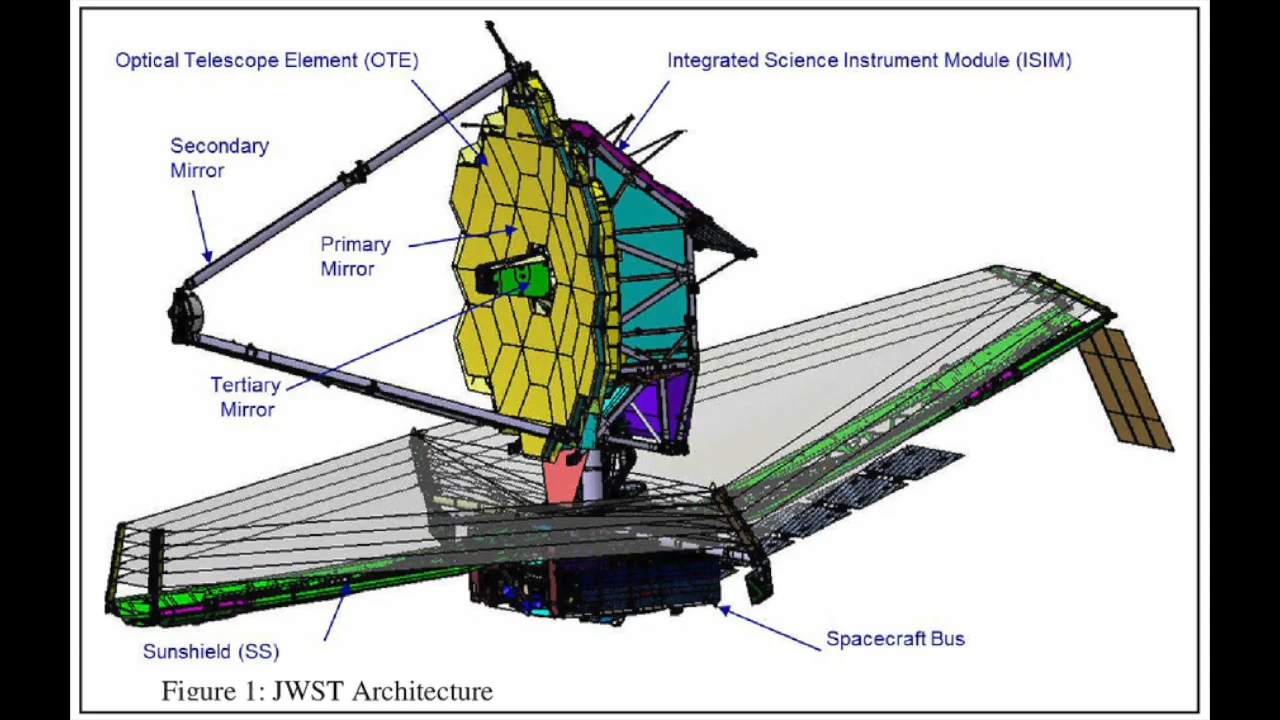 Optical Telescope Element (OTE)
Integrated Science Instrument Module (ISIM)
Secondary
Mirror
Primary
Mirror
Tertiary
Mirror
Spacecraft Bus
Sunshield (SS)
Figure 1: JWST Architecture